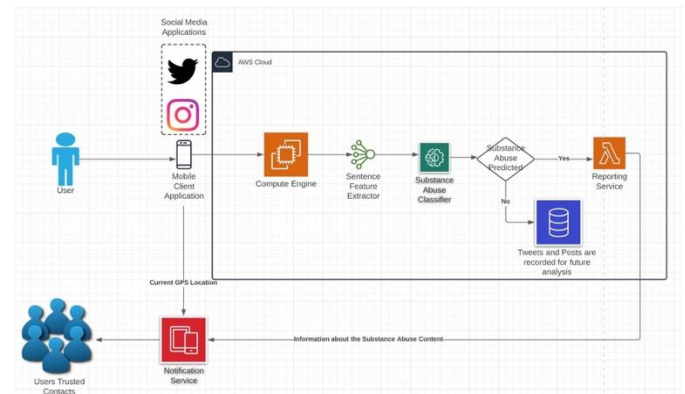 Social Media
Applications
AWS Cloud
User
Mobile
Client
Application
Compute Engine
Sentence
Feature
Extractor
Substance
Abuse
Classifier
Substance
Abuse
Predicted
Yes
No
Reporting
Service
Tweets and Posts are
recorded for future
analysis
Current GPS Location
Information about the Substance Abuse Content
Notification
Service
Users Trusted
Contacts